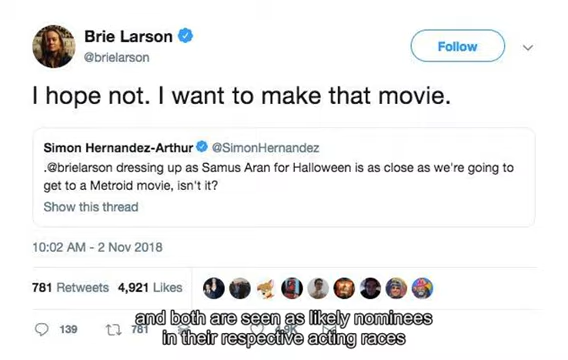 Brie Larson
@brielarson
Follow
I hope not. I want to make that movie.
Simon Hernandez-Arthur @SimonHernandez
.@brielarson dressing up as Samus Aran for Halloween is as close as we're going to
get to a Metroid movie, isn't it?
Show this thread
10:02 AM - 2 Nov 2018
781 Retweets 4,921 Likes
and both are seen as likely nominees
in their respective acting races
139 781 4.9K